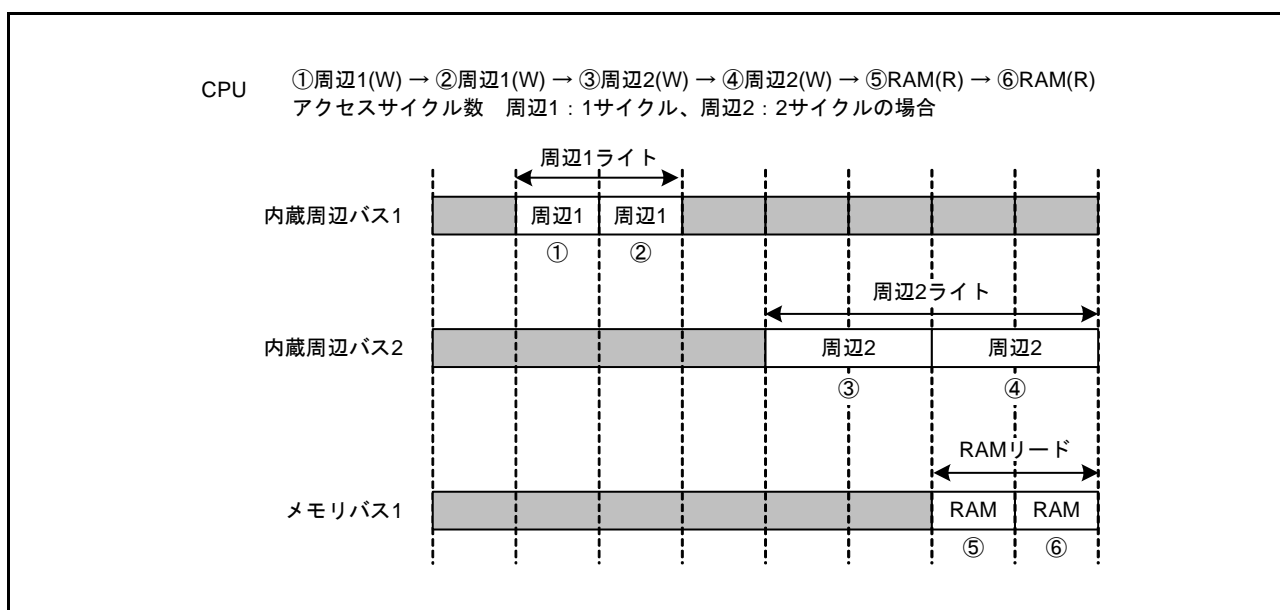 CPU ①周辺1(W) → ②周辺1(W) → ③周辺2(W) → ④周辺2(W) → ⑤RAM(R) → ⑥RAM(R)
アクセスサイクル数 周辺1：1サイクル、周辺2：2サイクルの場合
周辺1ライト
内蔵周辺バス1 周辺1 周辺1
① ②
周辺2ライト
内蔵周辺バス2 周辺2 周辺2
③ ④
RAMリード
メモリバス1 RAM RAM
⑤ ⑥